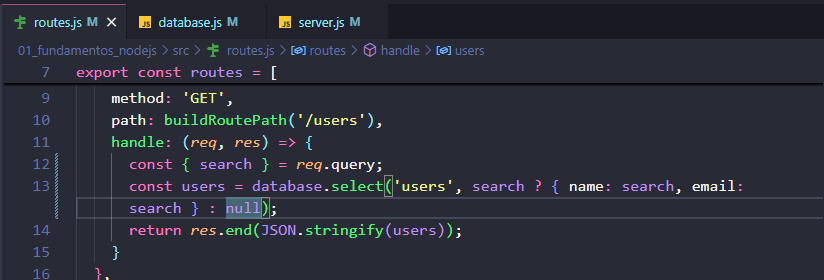 routes.js M × JS database.js M JS server.js M
01_fundamentos_nodejs > src > routes.js > routes > handle > users
7 export const routes = [
9 method: 'GET',
10 path: buildRoutePath('/users'),
11 handle: (req, res) => {
12 const { search } = req.query;
13 const users = database.select('users', search ? { name: search, email:
search } : null);
14 return res.end(JSON.stringify(users));
15 }
16 },